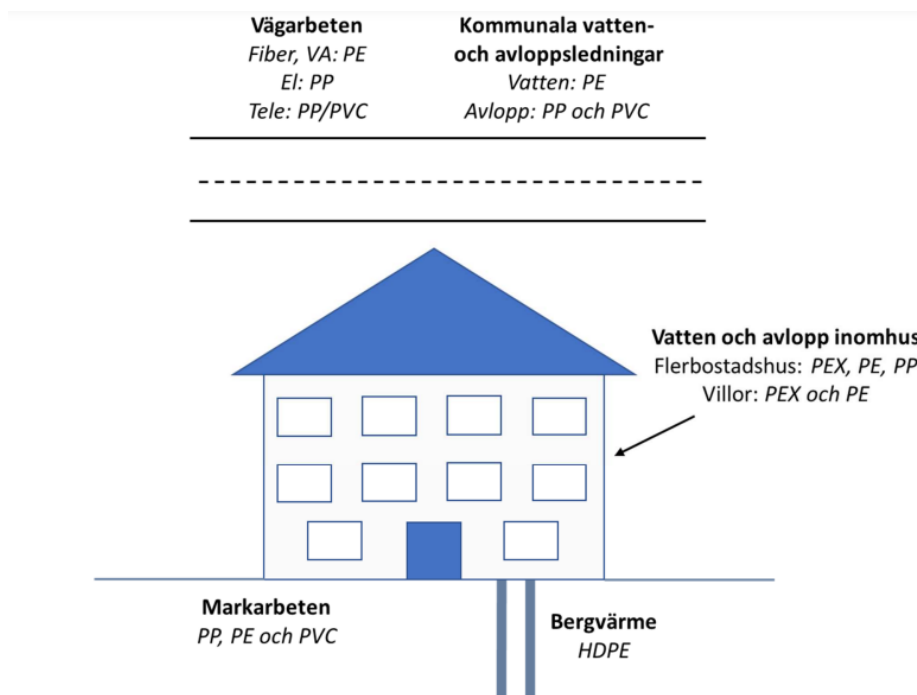 Vägarbeten
Fiber, VA: PE
El: PP
Tele: PP/PVC
Kommunala vatten-
och avloppsledningar
Vatten: PE
Avlopp: PP och PVC
Vatten och avlopp inomhus
Flerbostadshus: PEX, PE, PP
Villor: PEX och PE
Markarbeten
PP, PE och PVC
Bergvärme
HDPE